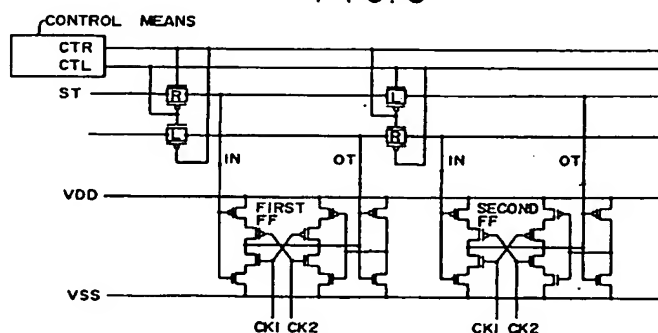 CONTROL MEANS
CTR
CTL
ST
R
L
L
R
IN
OT
IN
OT
VDD
FIRST
FF
SECOND
FF
VSS
CK1 CK2
CK1 CK2